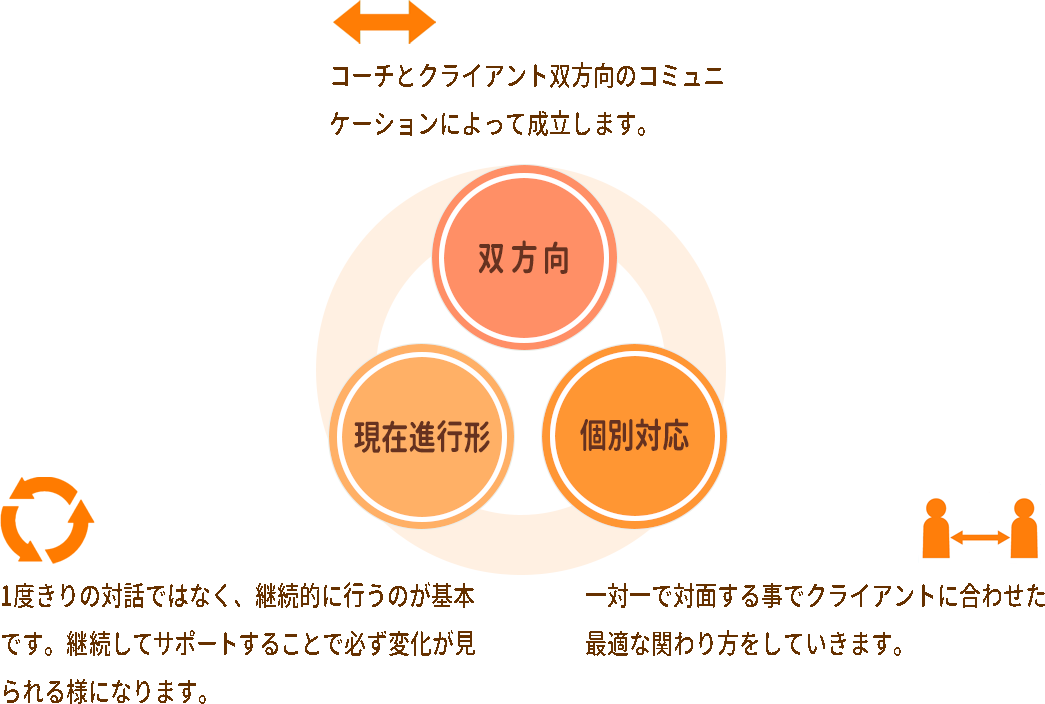 コーチとクライアント双方向のコミュニ
ケーションによって成立します。
双方向
現在進行形
個別対応
1度きりの対話ではなく、継続的に行うのが基本
です。継続してサポートすることで必ず変化が見
られる様になります。
一対一で対面する事でクライアントに合わせた
最適な関わり方をしていきます。